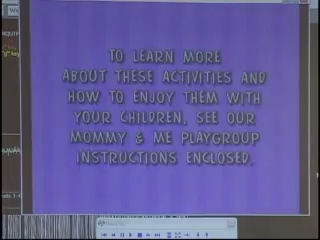 TO LEARN MORE
ABOUT THESE ACTIVITIES AND
HOW TO ENJOY THEM WITH
YOUR CHILDREN, SEE OUR
MOMMY & ME PLAYGROUP
INSTRUCTIONS ENCLOSED.